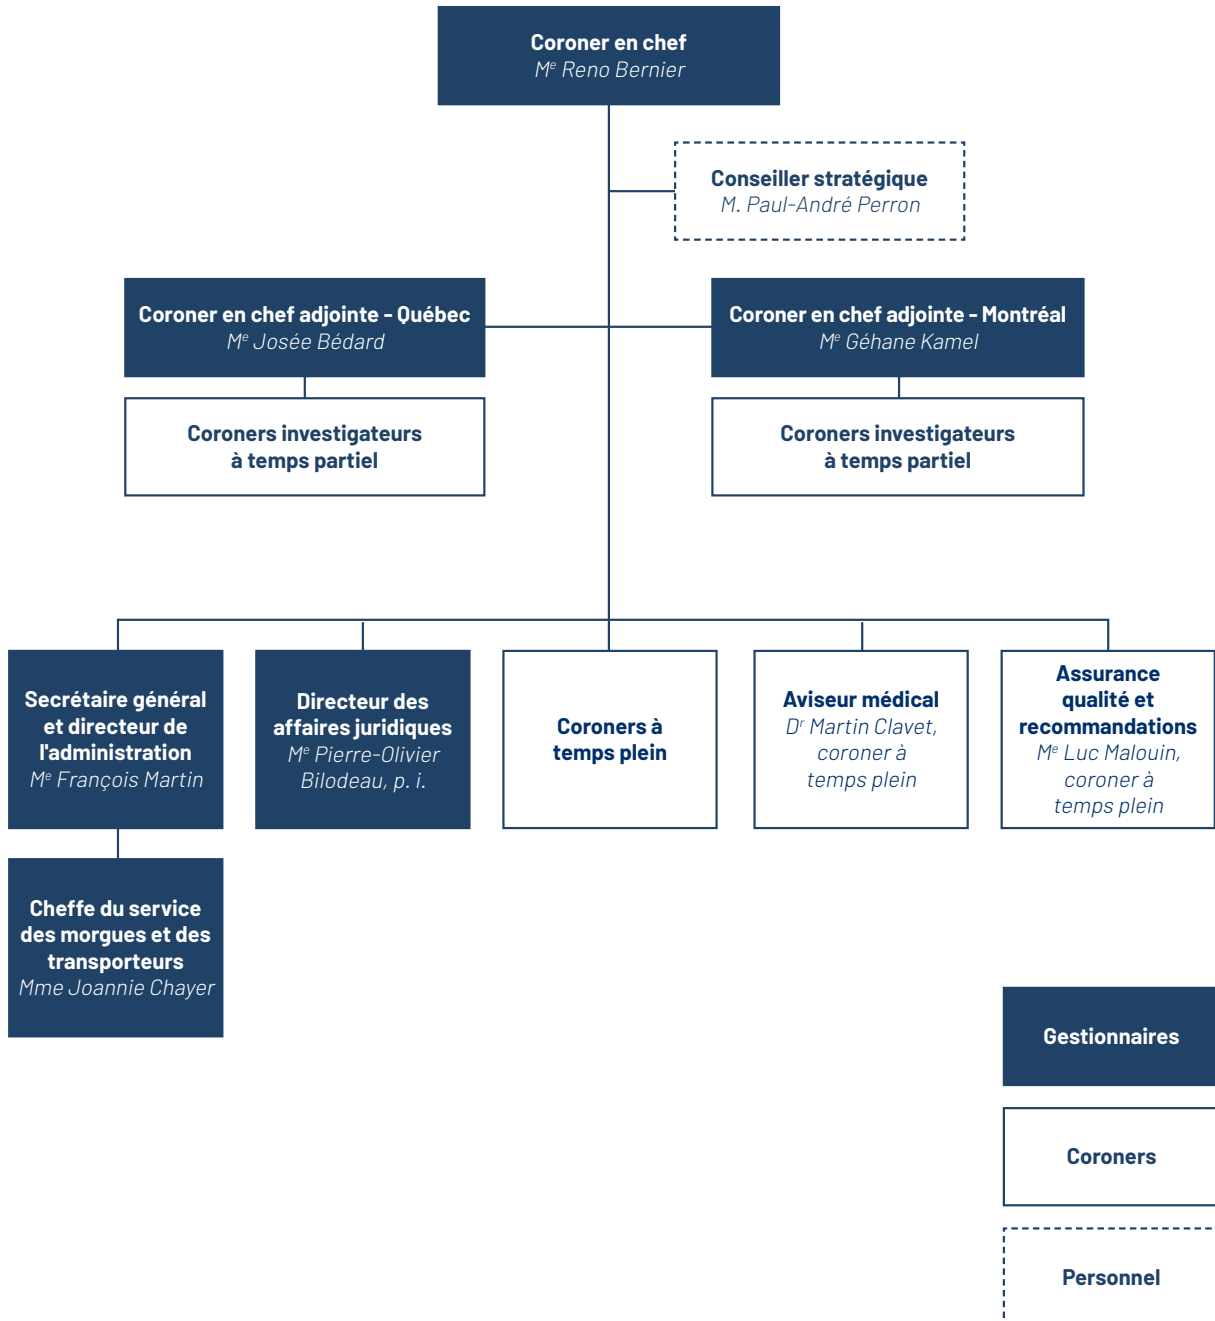 Coroner en chef
Mᵉ Reno Bernier
Conseiller stratégique
M. Paul-André Perron
Coroner en chef adjointe - Québec
Mᵉ Josée Bédard
Coroner en chef adjointe - Montréal
Mᵉ Géhane Kamel
Coroners investigateurs
à temps partiel
Coroners investigateurs
à temps partiel
Secrétaire général
et directeur de
l'administration
Mᵉ François Martin
Directeur des
affaires juridiques
Mᵉ Pierre-Olivier
Bilodeau, p. i.
Coroners à
temps plein
Aviseur médical
Dʳ Martin Clavet,
coroner à
temps plein
Assurance
qualité et
recommandations
Mᵉ Luc Malouin,
coroner à
temps plein
Cheffe du service
des morgues et des
transporteurs
Mme Joannie Chayer
Gestionnaires
Coroners
Personnel